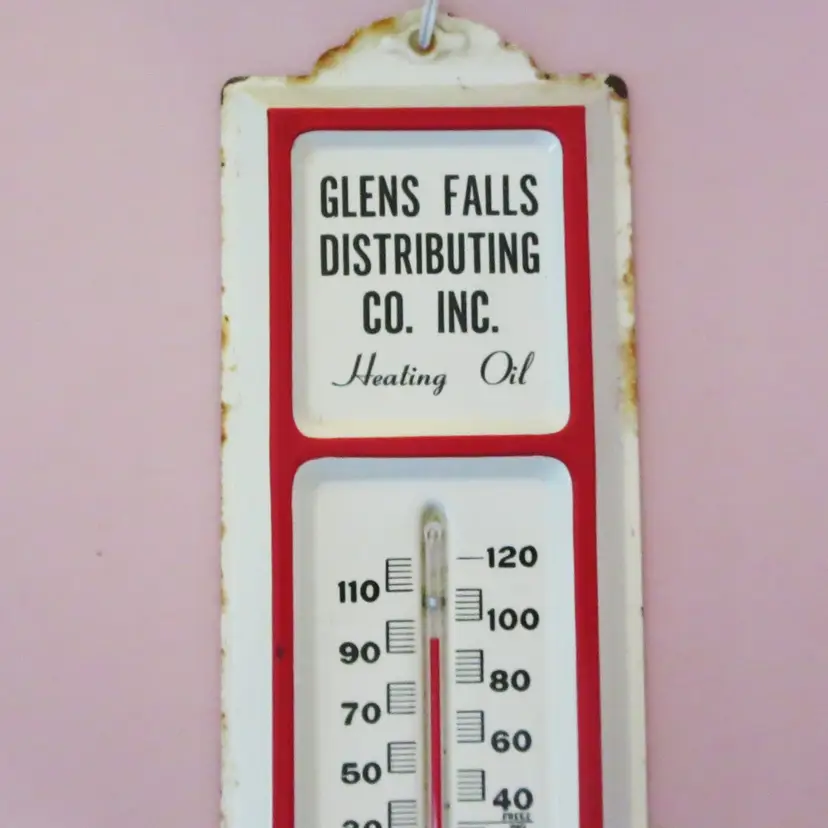 GLENS FALLS
DISTRIBUTING
CO. INC.
Heating Oil
120
110
100
90
80
70
60
50
40